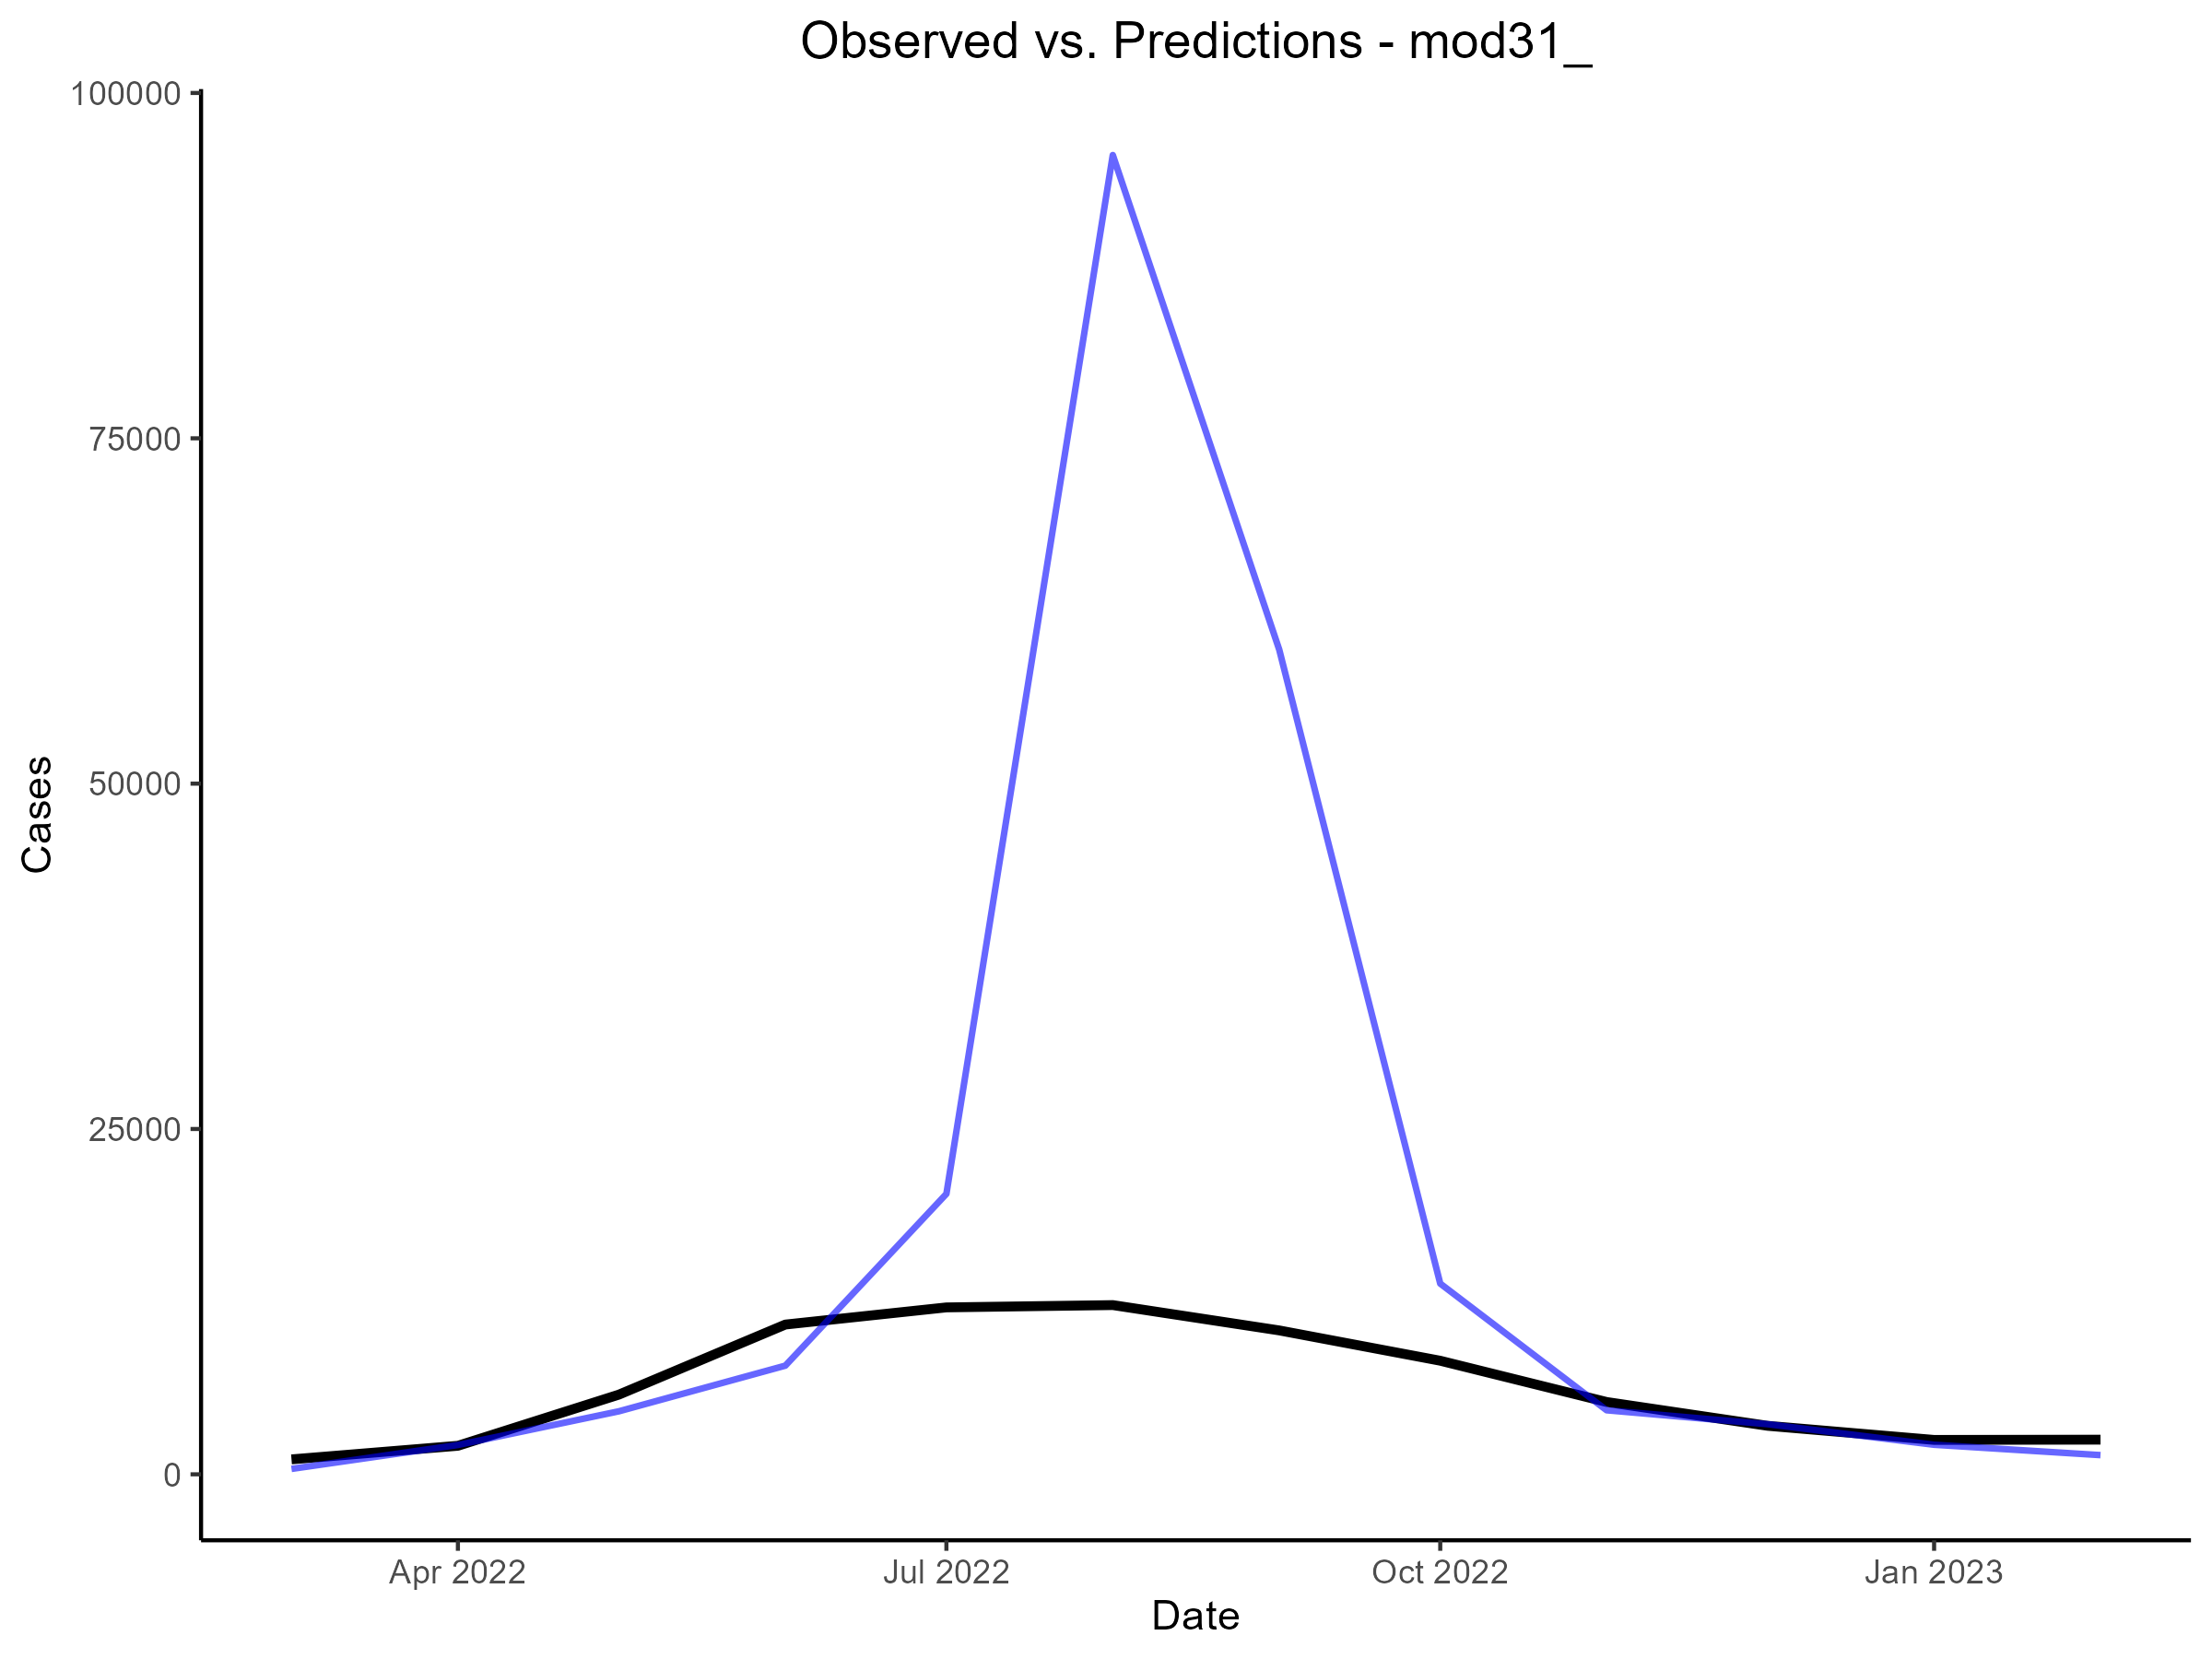 Observed vs. Predictions - mod31_
100000
75000
50000
25000
0
Cases
Apr 2022
Jul 2022
Oct 2022
Jan 2023
Date